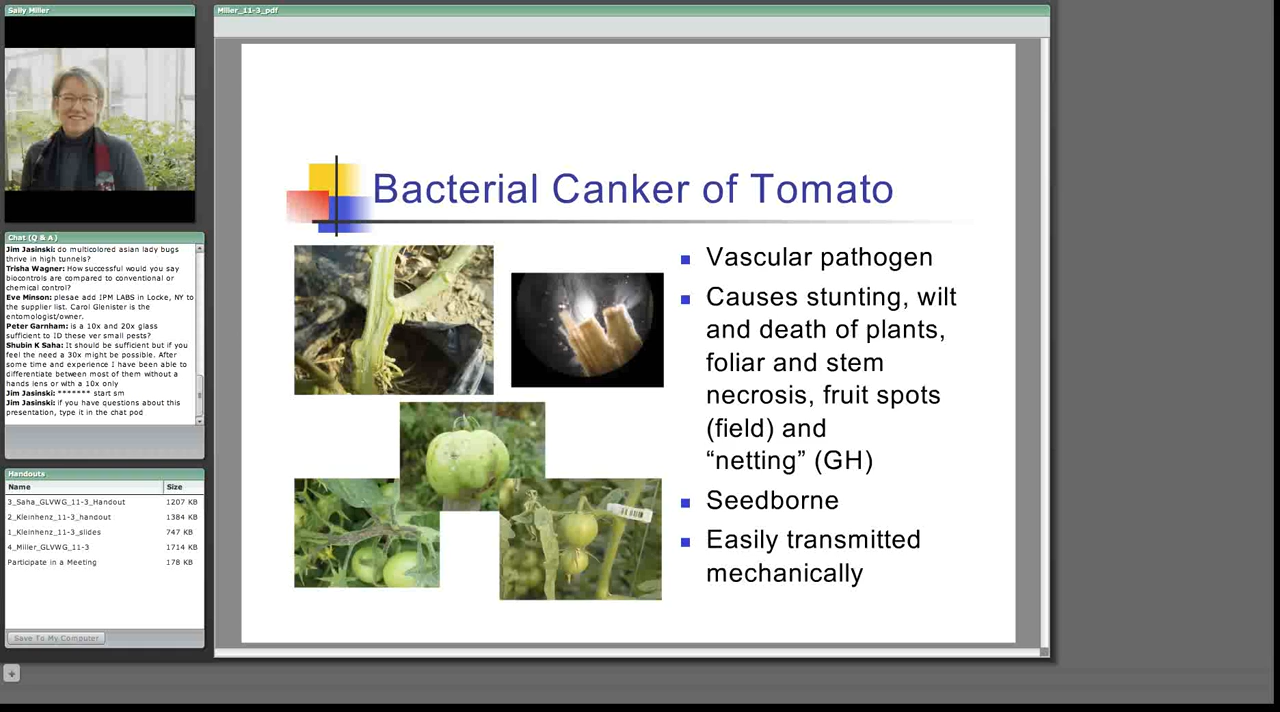 Sally Miller
Chat (Q & A)
Jim Jasinski: do multicolored asian lady bugs
thrive in high tunnels?
Trisha Wagner: How successful would you say
biocontrols are compared to conventional or
chemical control?
Eve Minson: plesae add IPM LABS in Locke, NY to
the supplier list. Carol Glenister is the
entomologist/owner.
Peter Garnham: is a 10x and 20x glass
sufficient to ID these ver small pests?
Shubin K Saha: It should be sufficient but if you
feel the need a 30x might be possible. After
some time and experience I have been able to
differentiate between most of them without a
hands lens or with a 10x only
Jim Jasinski: ******* start sm
Jim Jasinski: if you have questions about this
presentation, type it in the chat pod
Handouts
Name Size
3_Saha_GLVWG_11-3_Handout 1207 KB
2_Kleinhenz_11-3_handout 1384 KB
1_Kleinhenz_11-3_slides 747 KB
4_Miller_GLVWG_11-3 1714 KB
Participate in a Meeting 178 KB
Save To My Computer
Miller_11-3_pdf
Bacterial Canker of Tomato
Vascular pathogen
Causes stunting, wilt
and death of plants,
foliar and stem
necrosis, fruit spots
(field) and
“netting” (GH)
Seedborne
Easily transmitted
mechanically